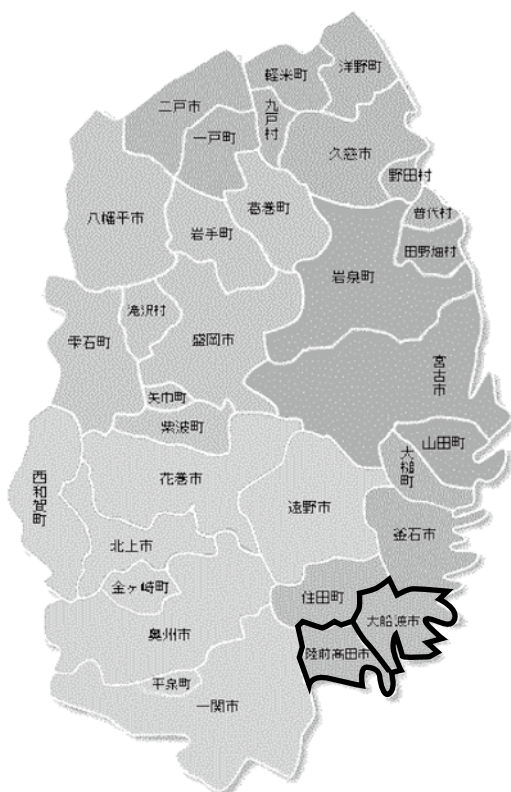 洋野町
軽米町
二戸市
九戸村
一戸町
久慈市
野田村
八幡平市
葛巻町
普代村
岩手町
田野畑村
岩泉町
滝沢村
雫石町
盛岡市
宮古市
矢巾町
紫波町
山田町
大槌町
花巻市
西和賀町
遠野市
釜石市
北上市
金ヶ崎町
住田町
大船渡市
奥州市
陸前高田市
平泉町
一関市